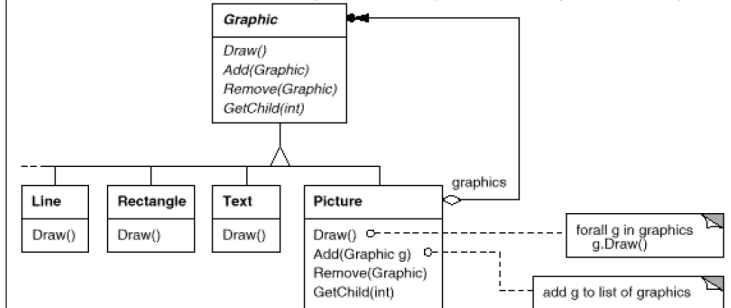 Graphic
Draw()
Add(Graphic)
Remove(Graphic)
GetChild(int)
graphics
Line
Draw()
Rectangle
Draw()
Text
Draw()
Picture
Draw()
Add(Graphic g)
Remove(Graphic)
GetChild(int)
forall g in graphics
g.Draw()
add g to list of graphics